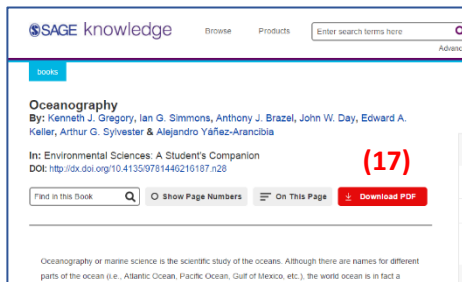 SAGE knowledge Browse Products Enter search terms here
Advanc
books
Oceanography
By: Kenneth J. Gregory, Ian G. Simmons, Anthony J. Brazel, John W. Day, Edward A.
Keller, Arthur G. Sylvester & Alejandro Yáñez-Arancibia
In: Environmental Sciences: A Student's Companion
DOI: http://dx.doi.org/10.4135/9781446216187.n28
(17)
Find in this Book Show Page Numbers On This Page Download PDF
Oceanography or marine science is the scientific study of the oceans. Although there are names for different
parts of the ocean (i.e., Atlantic Ocean, Pacific Ocean, Gulf of Mexico, etc.), the world ocean is in fact a